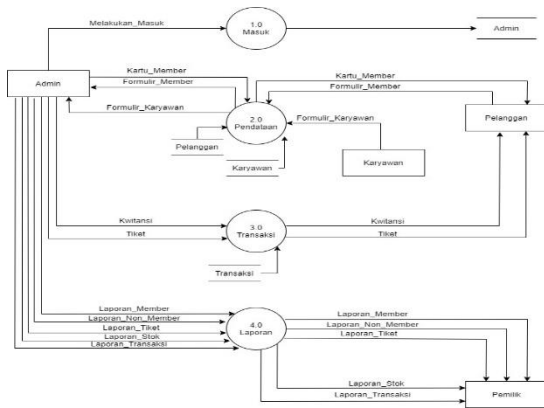 Melakukan_Masuk
1.0
Masuk
Admin
Admin
Kartu_Member
Formulir_Member
Formulir_Karyawan
2.0
Pendataan
Kartu_Member
Formulir_Member
Formulir_Karyawan
Pelanggan
Pelanggan
Karyawan
Karyawan
Kwitansi
Tiket
3.0
Transaksi
Kwitansi
Tiket
Transaksi
Laporan_Member
Laporan_Non_Member
Laporan_Tiket
Laporan_Stok
Laporan_Transaksi
4.0
Laporan
Laporan_Member
Laporan_Non_Member
Laporan_Tiket
Laporan_Stok
Laporan_Transaksi
Pemilik